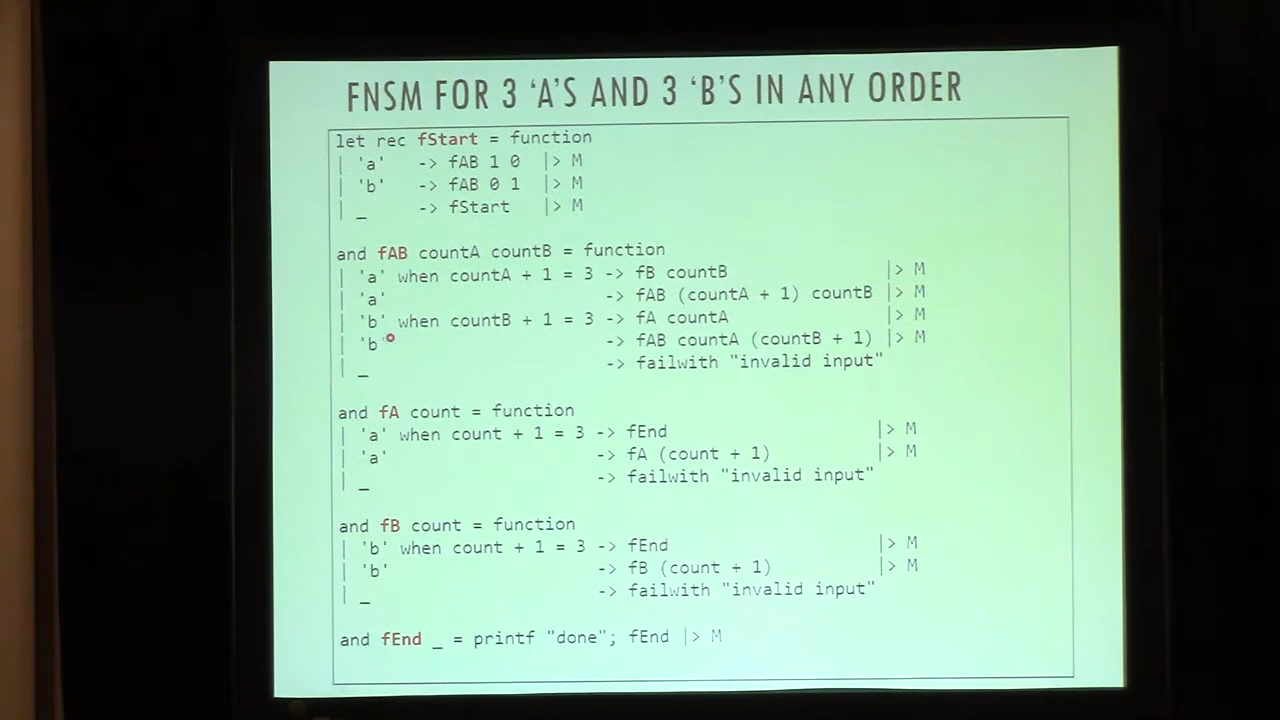 FNSM FOR 3 ‘A’S AND 3 ‘B’S IN ANY ORDER
let rec fStart = function
| 'a' -> fAB 1 0 |> M
| 'b' -> fAB 0 1 |> M
| _ -> fStart |> M
and fAB countA countB = function
| 'a' when countA + 1 = 3 -> fB countB |> M
| 'a' -> fAB (countA + 1) countB |> M
| 'b' when countB + 1 = 3 -> fA countA |> M
| 'b' -> fAB countA (countB + 1) |> M
| _ -> failwith "invalid input"
and fA count = function
| 'a' when count + 1 = 3 -> fEnd |> M
| 'a' -> fA (count + 1) |> M
| _ -> failwith "invalid input"
and fB count = function
| 'b' when count + 1 = 3 -> fEnd |> M
| 'b' -> fB (count + 1) |> M
| _ -> failwith "invalid input"
and fEnd _ = printf "done"; fEnd |> M